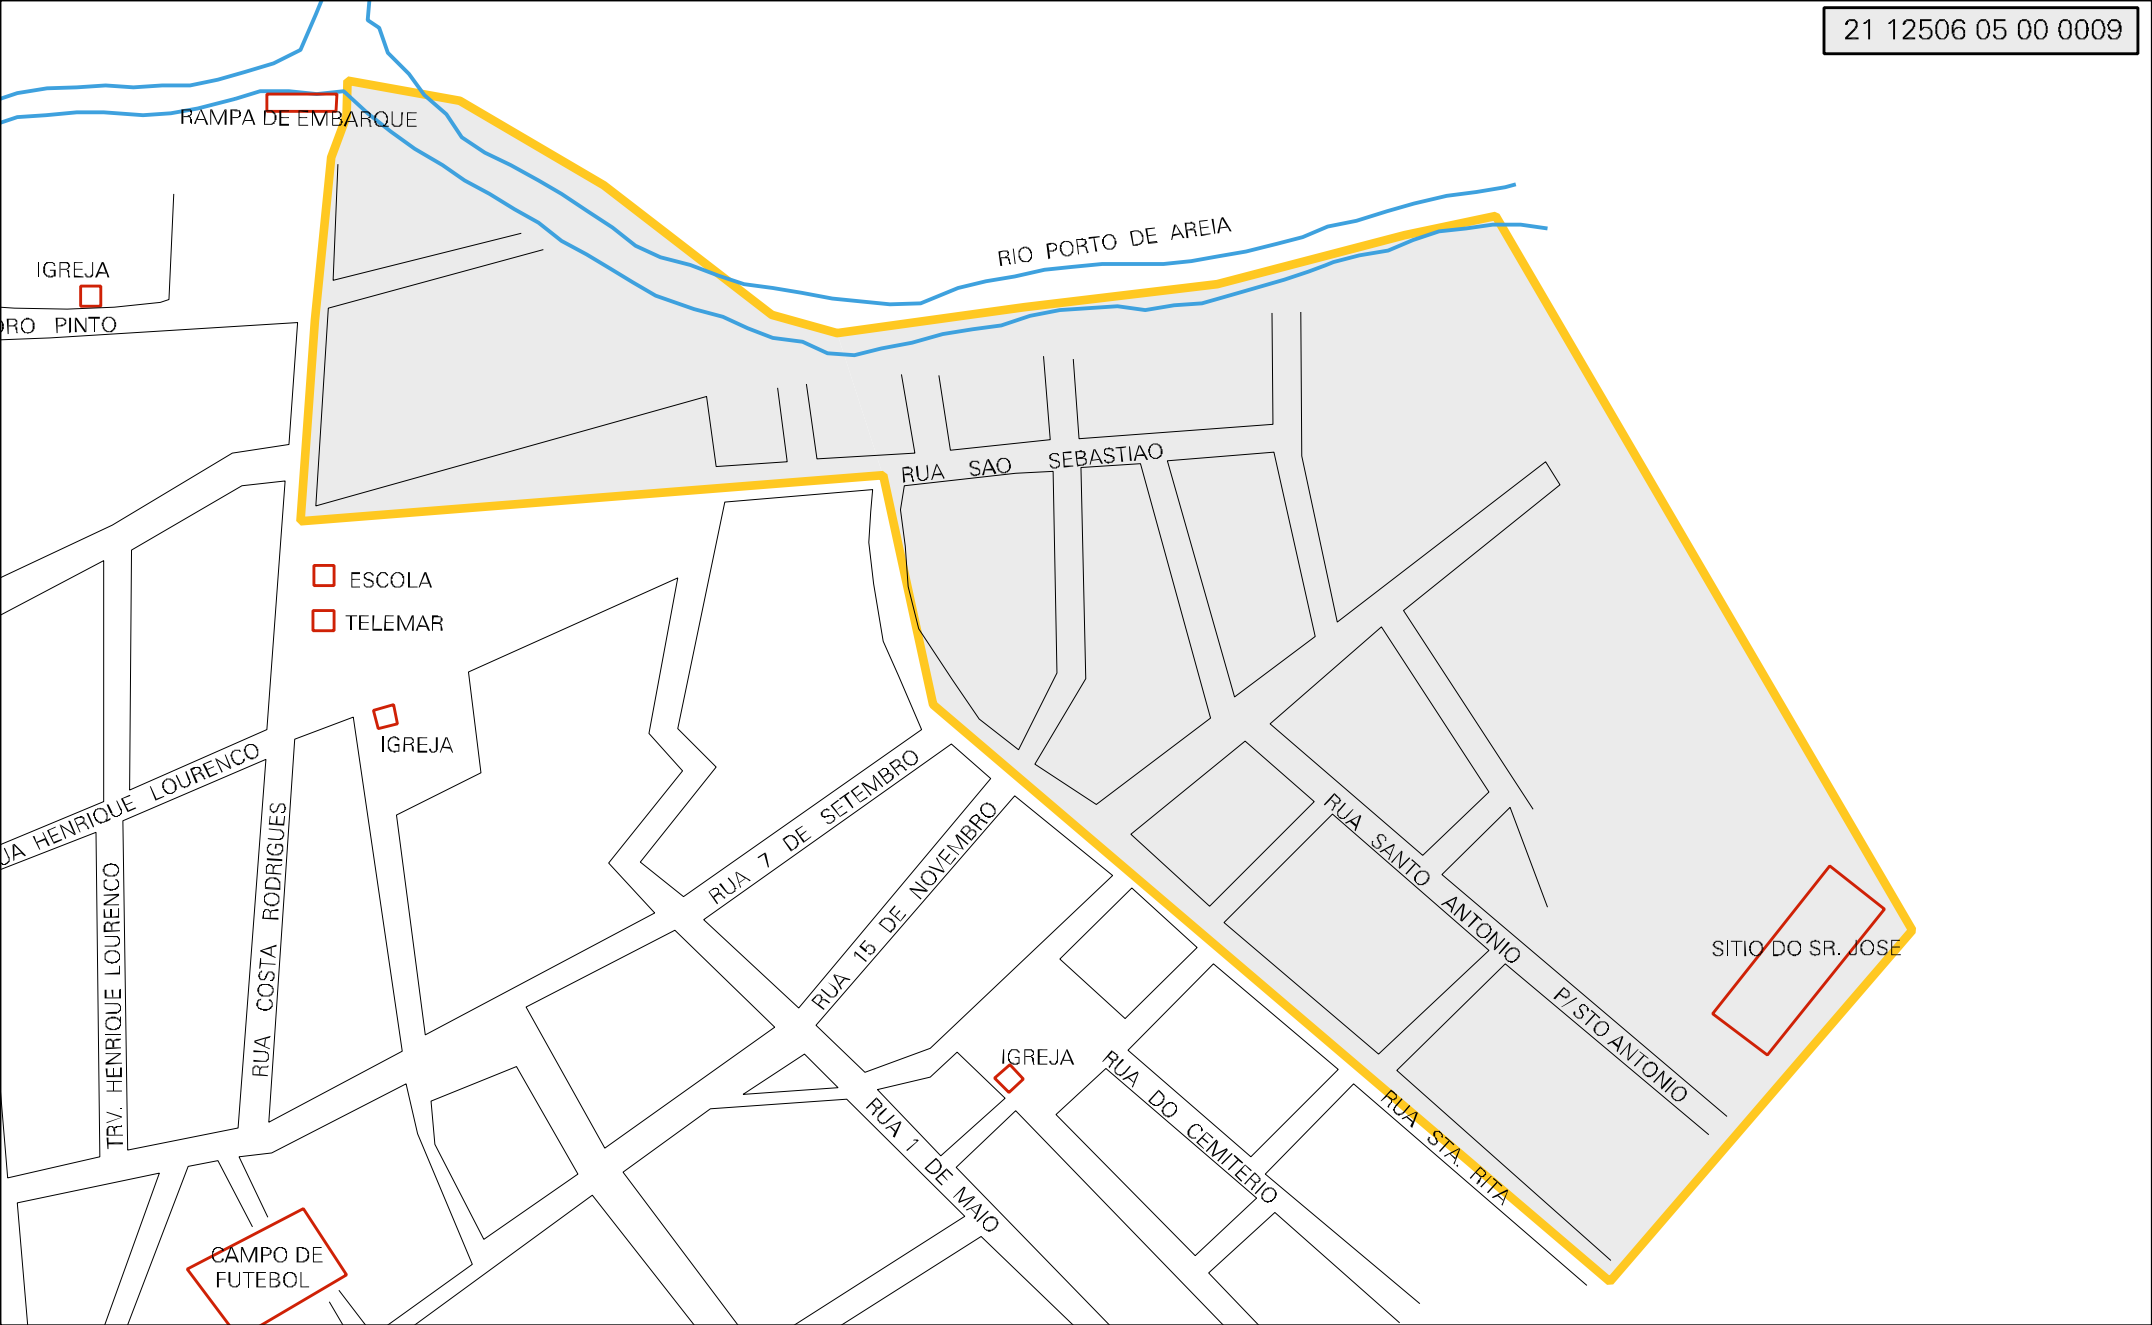 21 12506 05 00 0009
RAMPA DE EMBARQUE
RIO PORTO DE AREIA
IGREJA
DRO PINTO
RUA SAO SEBASTIAO
ESCOLA
TELEMAR
IGREJA
UA HENRIQUE LOURENCO
RUA 7 DE SETEMBRO
RUA 15 DE NOVEMBRO
RUA SANTO ANTONIO
TRV. HENRIQUE LOURENCO
RUA COSTA RODRIGUES
SITIO DO SR. JOSE
P/ STO ANTONIO
IGREJA
RUA DO CEMITERIO
RUA STA. RITA
RUA 1 DE MAIO
CAMPO DE
FUTEBOL